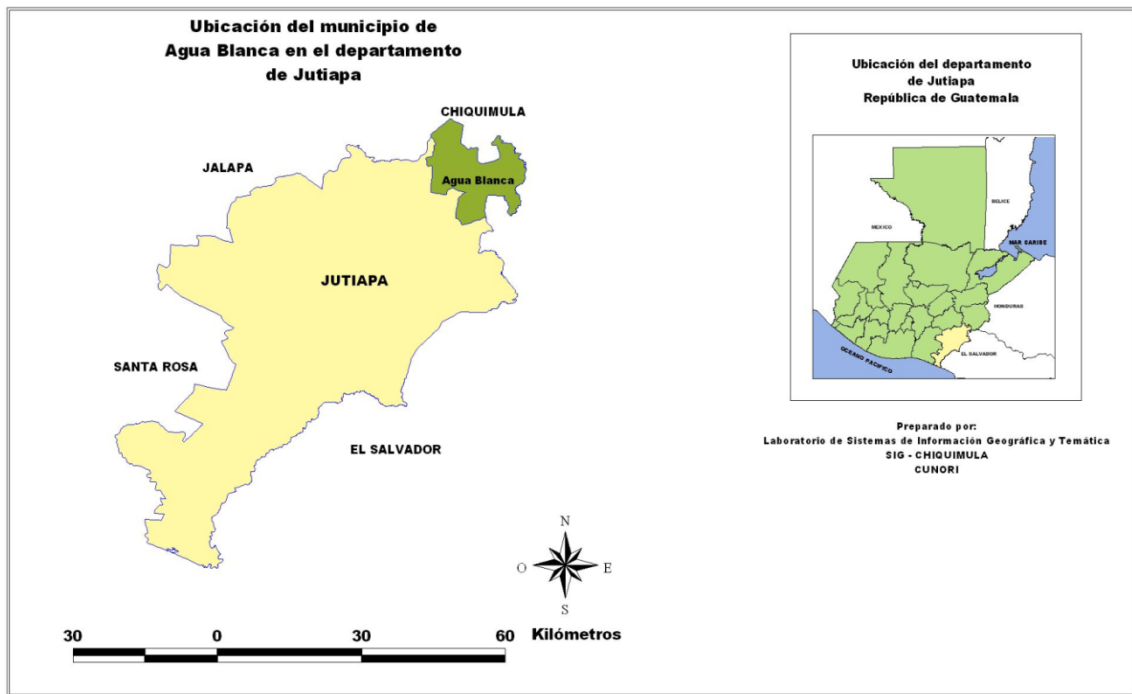 Ubicación del municipio de
Agua Blanca en el departamento
de Jutiapa
CHIQUIMULA
JALAPA
Agua Blanca
JUTIAPA
SANTA ROSA
EL SALVADOR
N
O
E
S
30
0
30
60
Kilómetros
Ubicación del departamento
de Jutiapa
República de Guatemala
BELICE
MEXICO
MAR CARIBE
HONDURAS
EL SALVADOR
OCEANO PACIFICO
Preparado por:
Laboratorio de Sistemas de Información Geográfica y Temática
SIG - CHIQUIMULA
CUNORI